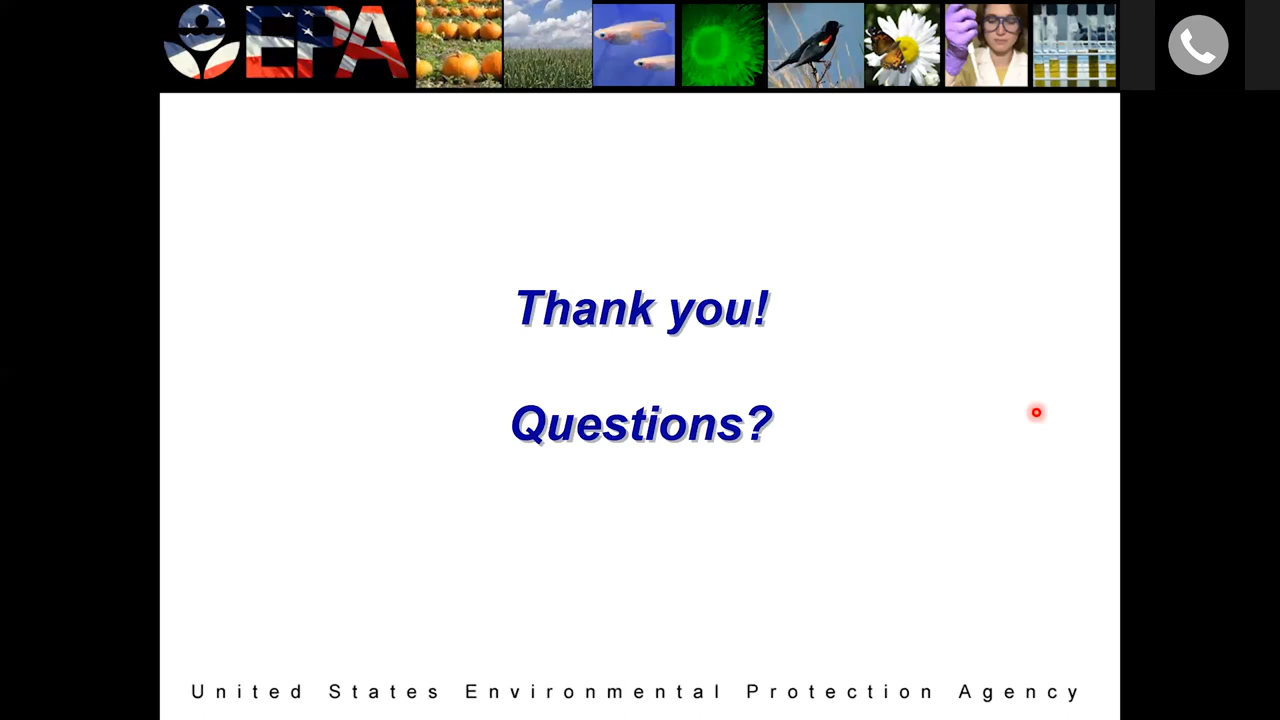 EPA
Thank you!
Questions?
United States Environmental Protection Agency